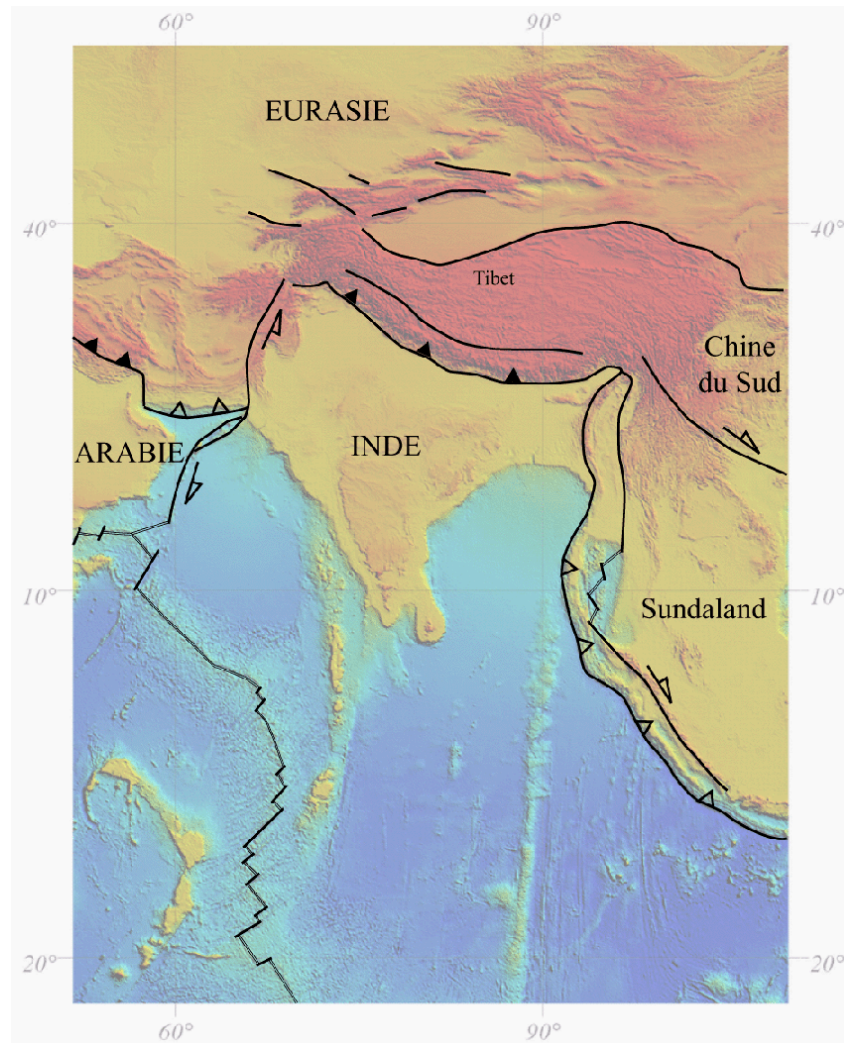 60° 90°
EURASIE
40° 40°
Tibet
Chine
du Sud
ARABIE INDE
10° 10°
Sundaland
20° 20°
60° 90°